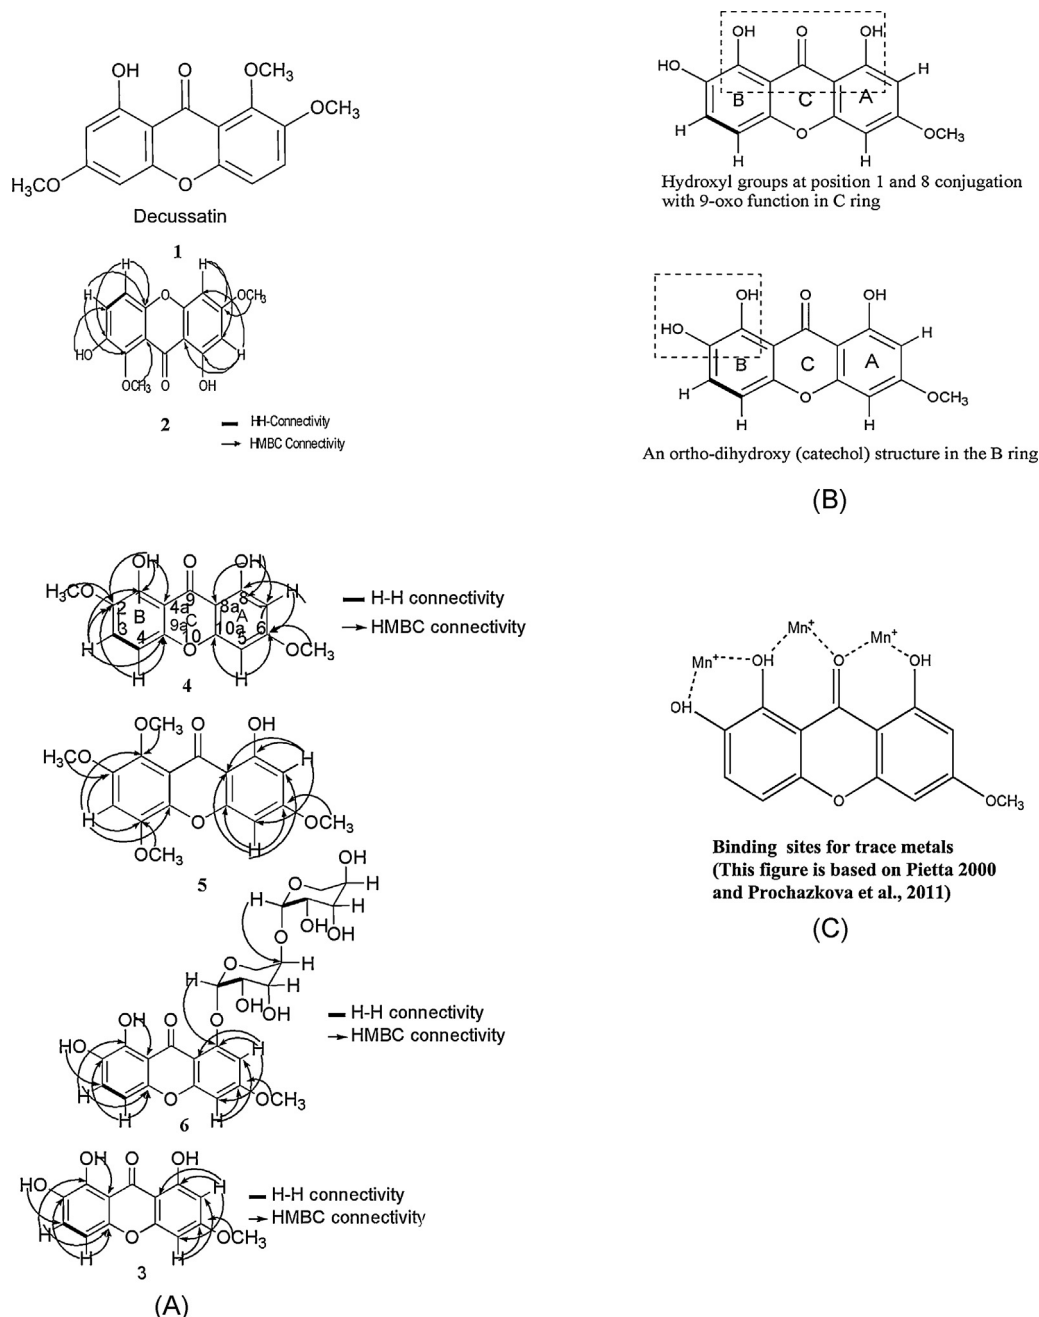 OH
O
OCH3
OCH3
H3CO
O
Decussatin
1
H
H
H
O
OCH3
H
HO
OCH3
O
OH
2
HH-Connectivity
HMBC Connectivity
OH
O
OH
H3CO
2
B
4a
9
C
8a
8
A
H
3
4
9a
10
10a
5
6
H
O
OCH3
H
H
4
H-H connectivity
HMBC connectivity
OCH3
O
OH
H3CO
H
H
O
OCH3
OCH3
H
5
OH
H
O
H
OH
OH
O
H
O
H
OH
OH
O
OH
O
HO
H
H
O
OCH3
H
H
6
H-H connectivity
HMBC connectivity
OH
O
OH
HO
H
H
O
OCH3
H
H
3
H-H connectivity
HMBC connectivity
(A)
OH
O
OH
HO
H
B
C
A
H
O
OCH3
H
H
Hydroxyl groups at position 1 and 8 conjugation
with 9-oxo function in C ring
OH
O
OH
HO
H
B
C
A
H
O
OCH3
H
H
An ortho-dihydroxy (catechol) structure in the B ring
(B)
Mn+
Mn+
Mn+
OH
O
OH
OH
O
OCH3
Binding sites for trace metals
(This figure is based on Pietta 2000
and Prochazkova et al., 2011)
(C)